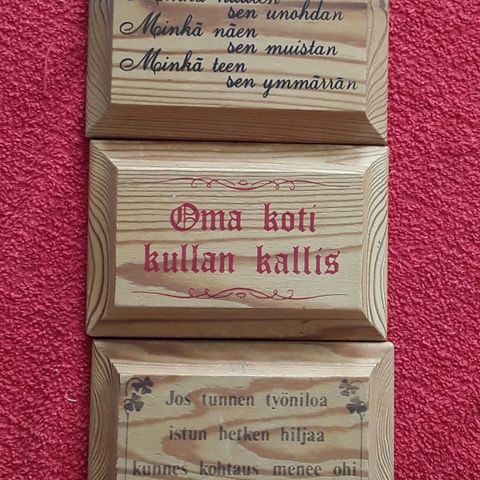 sen unohdan
Minkä näen
sen muistan
Minkä teen
sen ymmärrän
Oma koti
kullan kallis
Jos tunnen työniloa
istun hetken hiljaa
kunnes kohtaus menee ohi